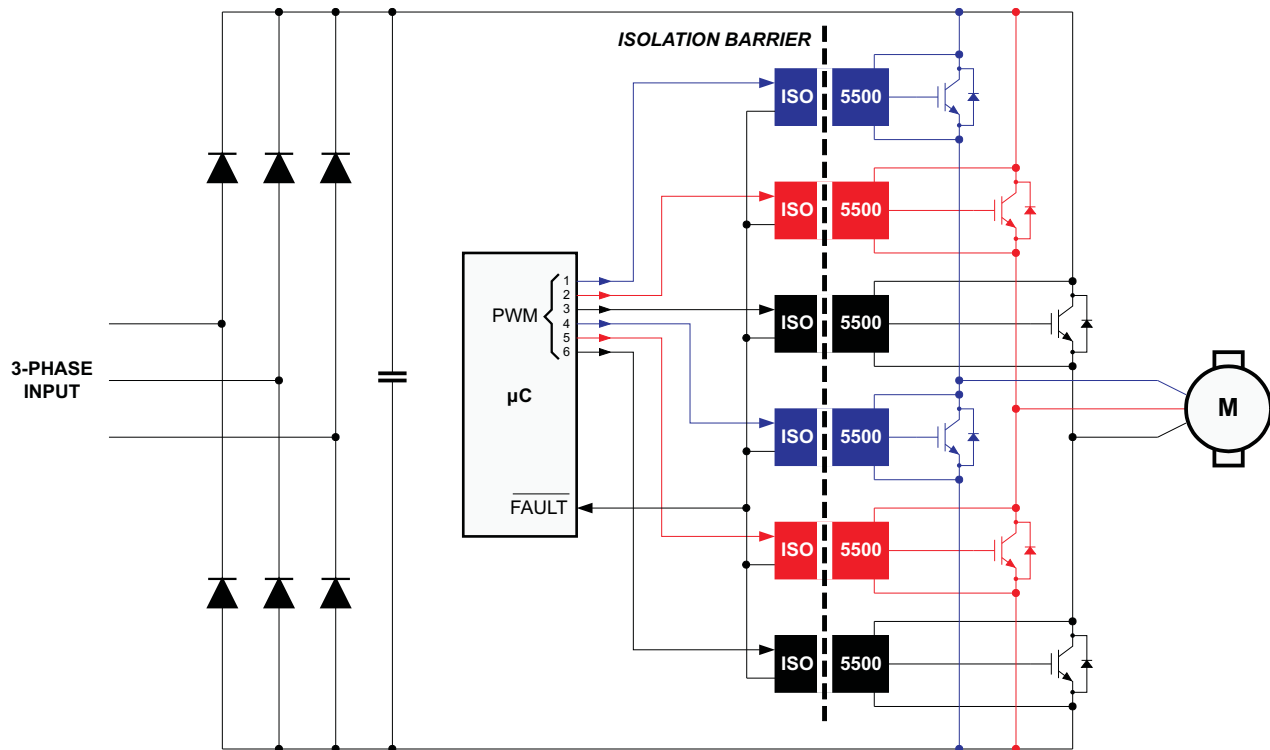 ISOLATION BARRIER
ISO 5500
ISO 5500
ISO 5500
ISO 5500
ISO 5500
ISO 5500
PWM
1
2
3
4
5
6
µC
FAULT
3-PHASE
INPUT
M